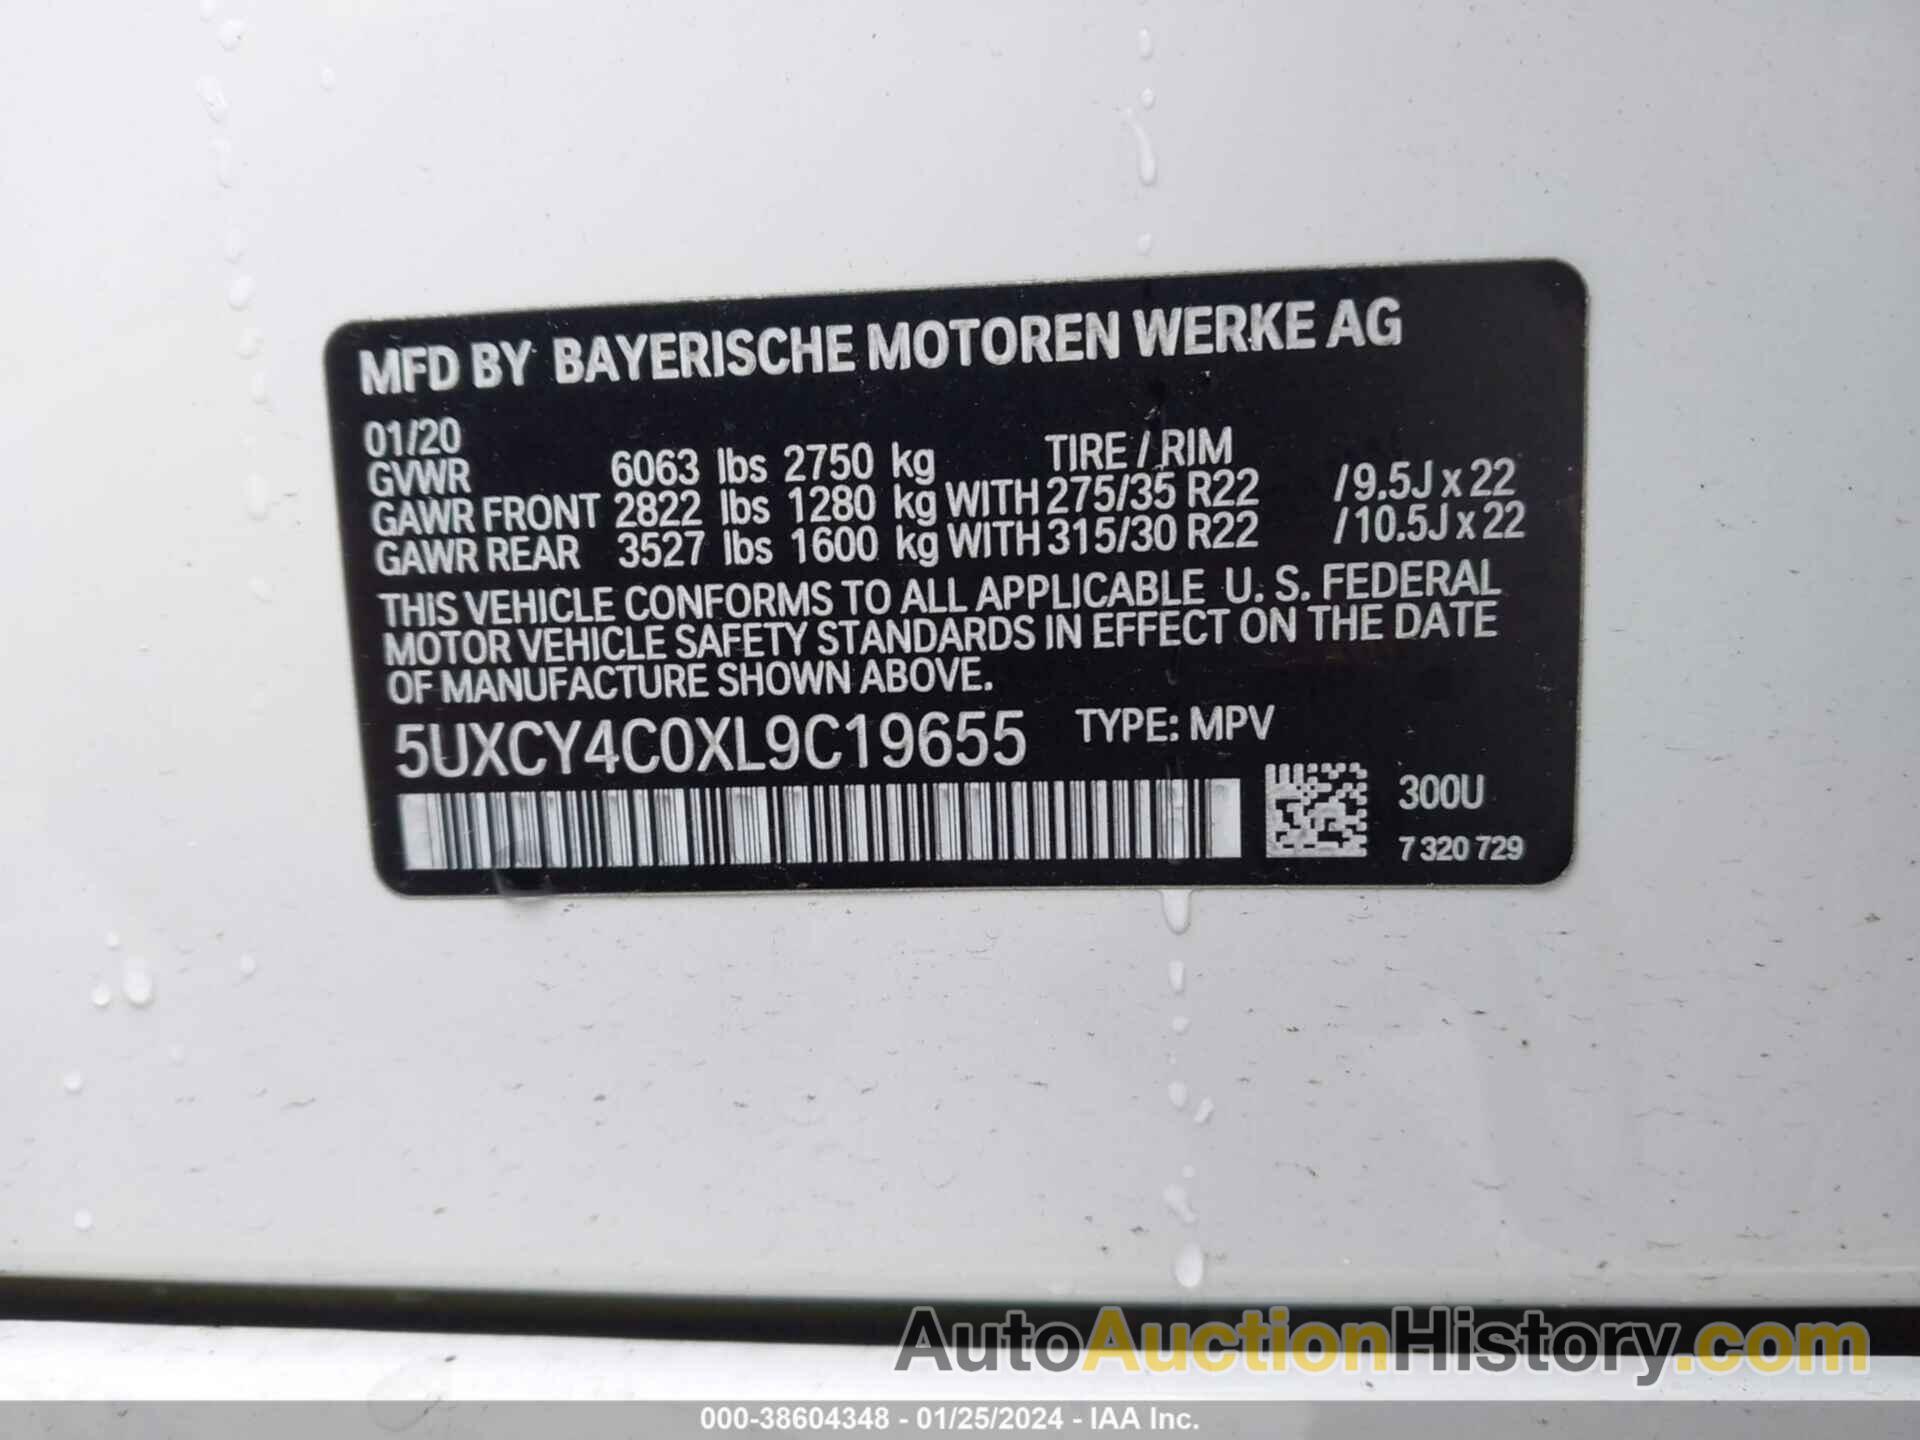 MFD BY BAYERISCHE MOTOREN WERKE AG
01/20
GVWR 6063 lbs 2750 kg TIRE / RIM
GAWR FRONT 2822 lbs 1280 kg WITH 275/35 R22 /9.5J x 22
GAWR REAR 3527 lbs 1600 kg WITH 315/30 R22 /10.5J x 22
THIS VEHICLE CONFORMS TO ALL APPLICABLE U. S. FEDERAL
MOTOR VEHICLE SAFETY STANDARDS IN EFFECT ON THE DATE
OF MANUFACTURE SHOWN ABOVE.
5UXCY4C0XL9C19655 TYPE: MPV
300U
7 320 729
AutoAuctionHistory.com
000-38604348 - 01/25/2024 - IAA Inc.